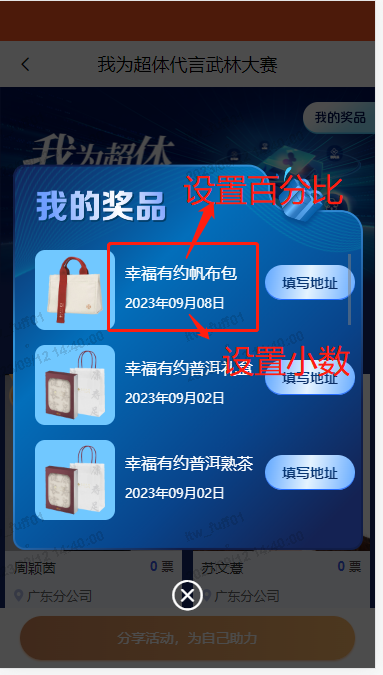 我为超体代言武林大赛
我的奖品
我为超体
我的奖品
设置百分比
幸福有约帆布包
2023年09月08日
填写地址
设置小数
幸福有约普洱礼盒
2023年09月02日
填写地址
幸福有约普洱熟茶
2023年09月02日
填写地址
周颖茵
0 票
广东分公司
0 票
广东分公司
分享活动，为自己助力